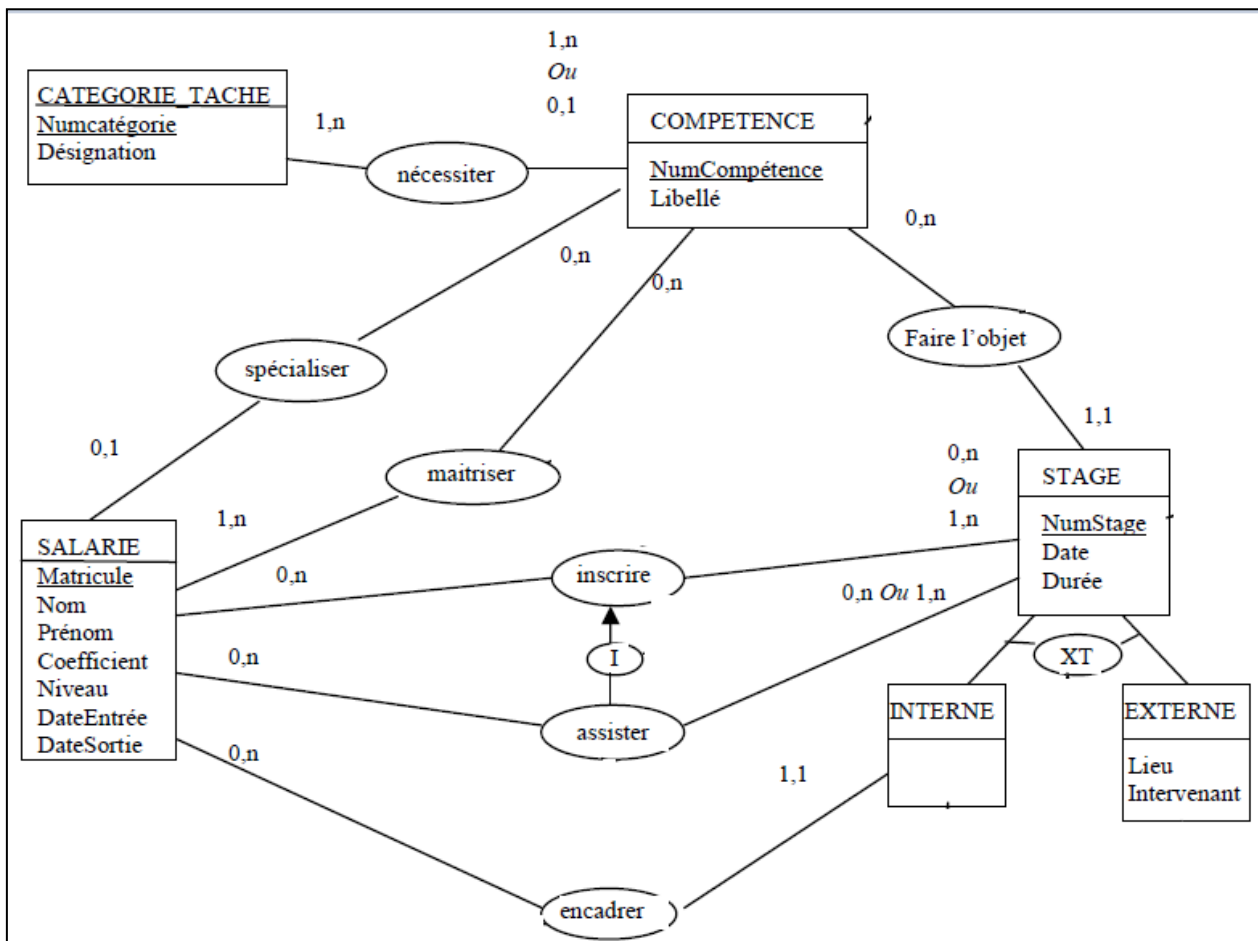 1,n
Ou
0,1
CATEGORIE_TACHE
Numcatégorie
Désignation
1,n
nécessiter
COMPETENCE
NumCompétence
Libellé
0,n
0,n
0,n
Faire l'objet
spécialiser
0,1
1,1
maitriser
1,n
0,n
Ou
1,n
STAGE
NumStage
Date
Durée
SALARIE
Matricule
Nom
Prénom
Coefficient
Niveau
DateEntrée
DateSortie
0,n
inscrire
0,n Ou 1,n
I
0,n
assister
XT
INTERNE
EXTERNE
Lieu
Intervenant
0,n
1,1
encadrer